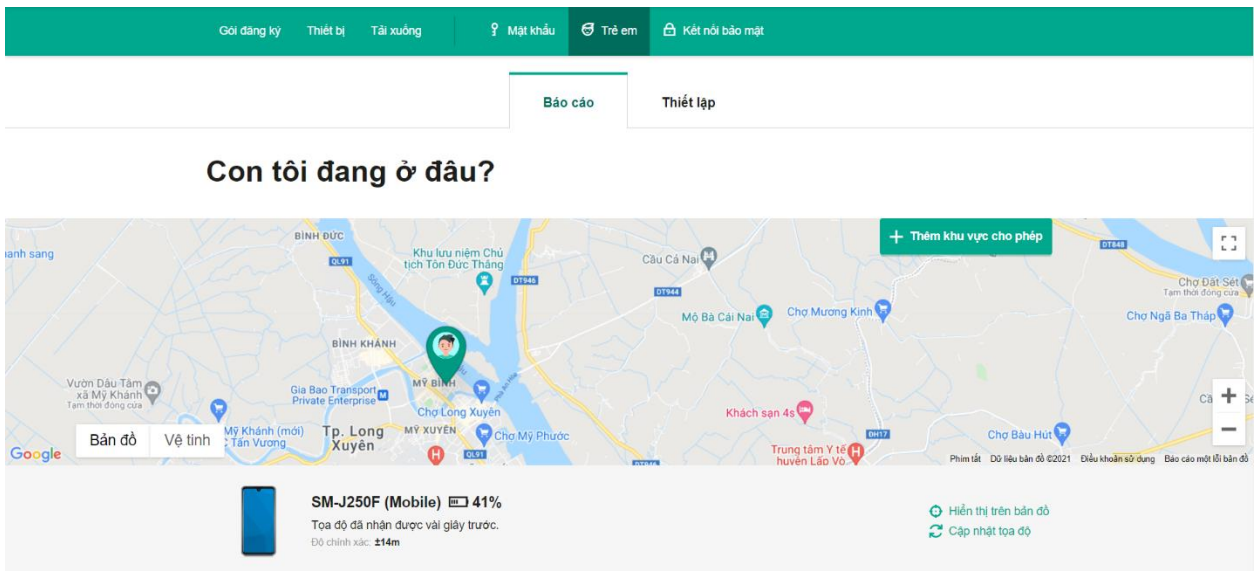 Gói đăng ký Thiết bị Tải xuống Mật khẩu Trẻ em Kết nối bảo mật
Báo cáo Thiết lập
Con tôi đang ở đâu?
Thêm khu vực cho phép
BÌNH ĐỨC
QL91
Khu lưu niệm Chủ
tịch Tôn Đức Thắng
DT946
Cầu Cá Nai
DT848
anh sang
Sông Hậu
DT944
Chợ Đất Sét
Tạm thời đóng cửa
Mộ Bà Cải Nai
Chợ Mương Kinh
Chợ Ngã Ba Tháp
BÌNH KHÁNH
Vườn Dâu Tằm
xã Mỹ Khánh
Tạm thời đóng cửa
Gia Bao Transport
Private Enterprise
MỸ BÌNH
Chợ Long Xuyên
Khách sạn 4s
Bản đồ Vệ tinh
Mỹ Khánh (mới)
Tấn Vương
Tp. Long
Xuyên
MỸ XUYÊN
Chợ Mỹ Phước
QL91
DH17
Chợ Bàu Hút
Trung tâm Y tế
huyện Lấp Vò
Google
Phím tắt Dữ liệu bản đồ ©2021 Điều khoản sử dụng Báo cáo một lỗi bản đồ
SM-J250F (Mobile) 41%
Tọa độ đã nhận được vài giây trước.
Độ chính xác: ±14m
Hiển thị trên bản đồ
Cập nhật tọa độ